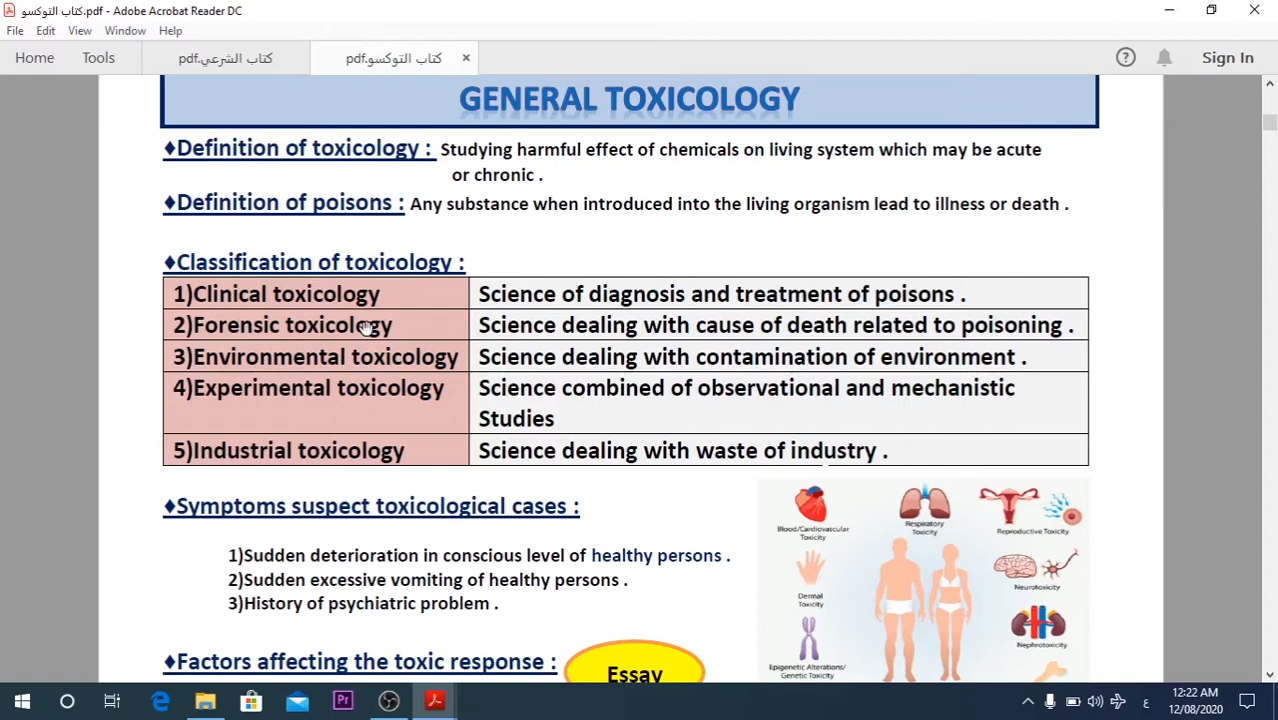 كتاب التوكسو.pdf - Adobe Acrobat Reader DC
File Edit View Window Help
Home Tools كتاب الشرعي.pdf كتاب التوكسو.pdf × Sign In
GENERAL TOXICOLOGY
♦Definition of toxicology : Studying harmful effect of chemicals on living system which may be acute
or chronic .
♦Definition of poisons : Any substance when introduced into the living organism lead to illness or death .
♦Classification of toxicology :
1)Clinical toxicology Science of diagnosis and treatment of poisons .
2)Forensic toxicology Science dealing with cause of death related to poisoning .
3)Environmental toxicology Science dealing with contamination of environment .
4)Experimental toxicology Science combined of observational and mechanistic
Studies
5)Industrial toxicology Science dealing with waste of industry .
♦Symptoms suspect toxicological cases :
1)Sudden deterioration in conscious level of healthy persons .
2)Sudden excessive vomiting of healthy persons .
3)History of psychiatric problem .
Blood/Cardiovascular
Toxicity
Respiratory
Toxicity
Reproductive Toxicity
Dermal
Toxicity
Neurotoxicity
Epigenetic Alterations/
Genetic Toxicity
Nephrotoxicity
♦Factors affecting the toxic response :
Essay
Pr
ع
12:22 AM
12/08/2020